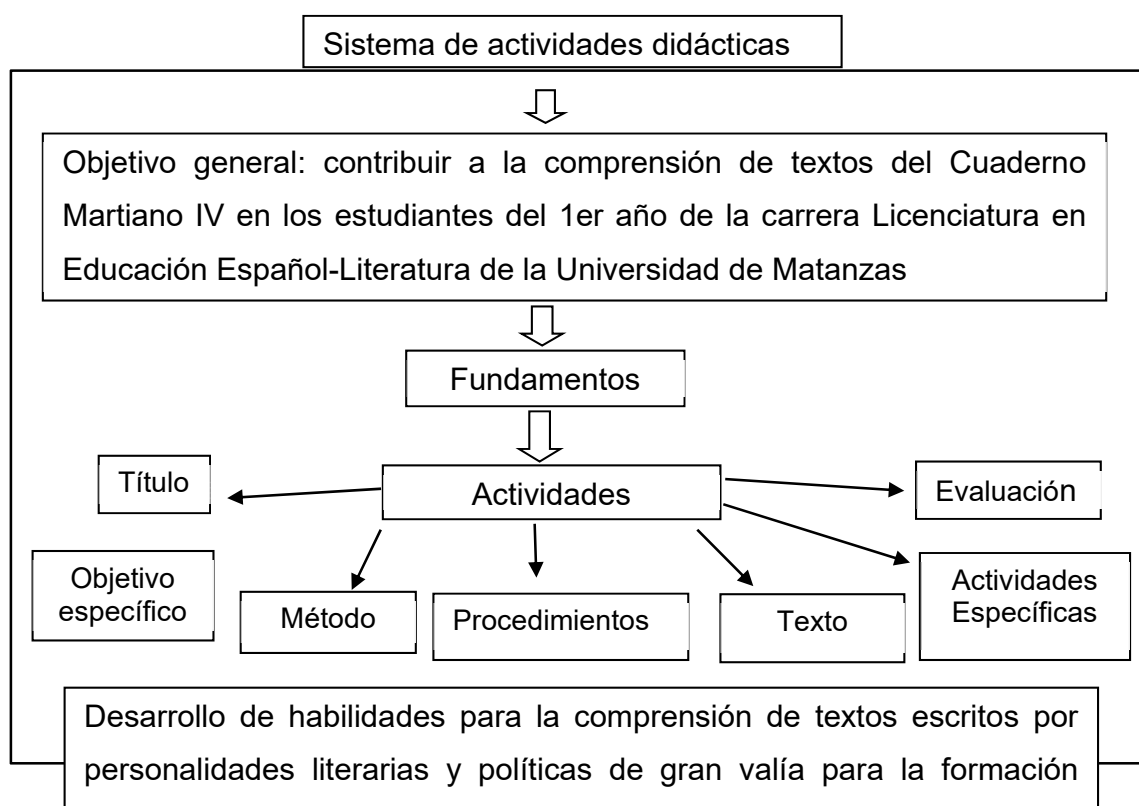 Sistema de actividades didácticas
Objetivo general: contribuir a la comprensión de textos del Cuaderno
Martiano IV en los estudiantes del 1er año de la carrera Licenciatura en
Educación Español-Literatura de la Universidad de Matanzas
Fundamentos
Título
Actividades
Evaluación
Objetivo
específico
Método
Procedimientos
Texto
Actividades
Específicas
Desarrollo de habilidades para la comprensión de textos escritos por
personalidades literarias y políticas de gran valía para la formación